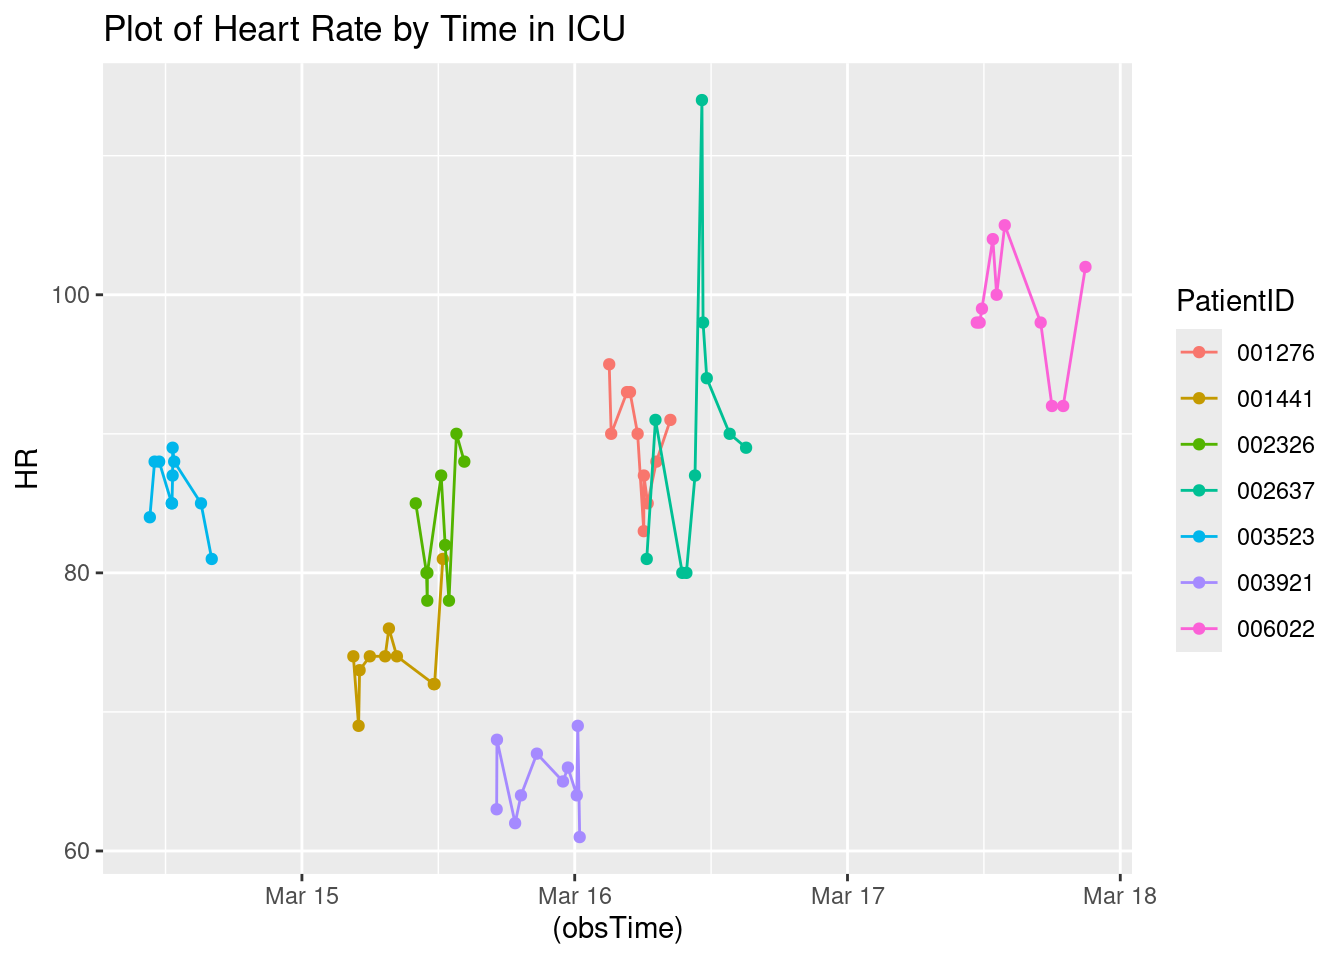 Plot of Heart Rate by Time in ICU
HR
100
80
60
Mar 15
Mar 16
Mar 17
Mar 18
(obsTime)
PatientID
001276
001441
002326
002637
003523
003921
006022